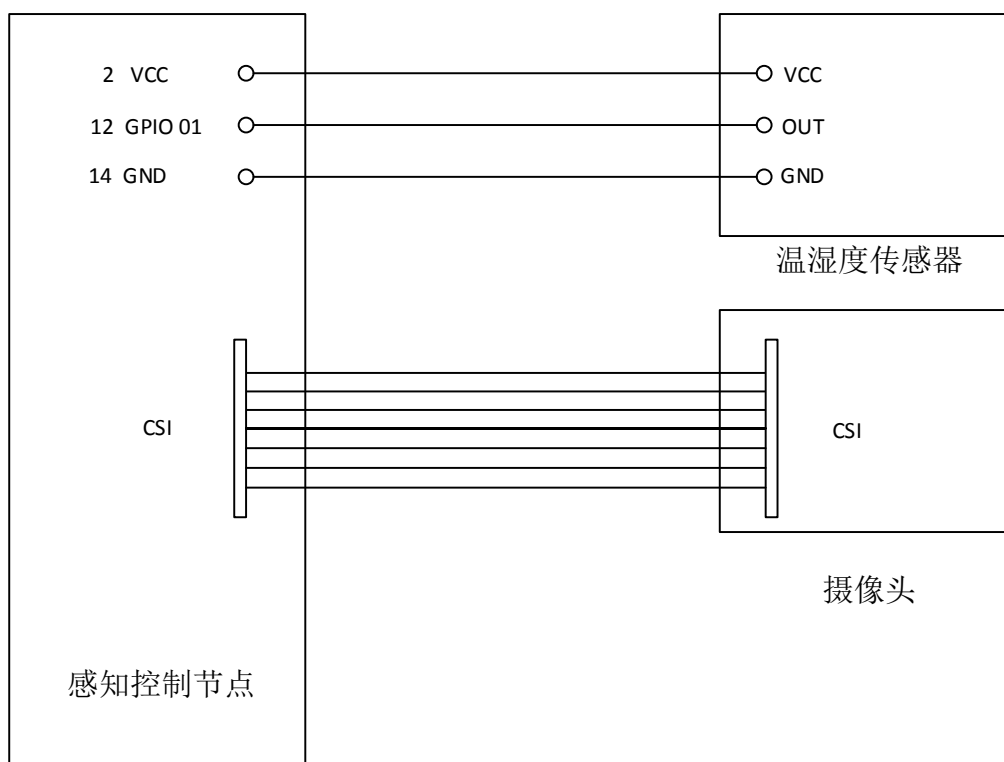 2 VCC
VCC
12 GPIO 01
OUT
14 GND
GND
温湿度传感器
CSI
CSI
摄像头
感知控制节点